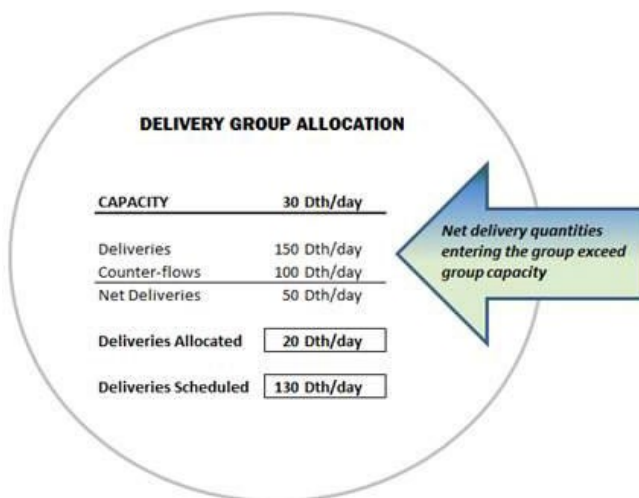 DELIVERY GROUP ALLOCATION
CAPACITY 30 Dth/day
Deliveries 150 Dth/day
Counter-flows 100 Dth/day
Net Deliveries 50 Dth/day
Deliveries Allocated 20 Dth/day
Deliveries Scheduled 130 Dth/day
Net delivery quantities
entering the group exceed
group capacity